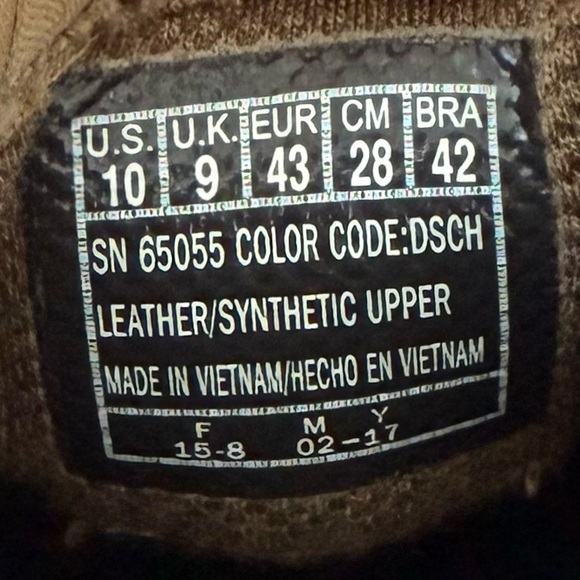 U.S. U.K. EUR CM BRA
10 9 43 28 42
SN 65055 COLOR CODE:DSCH
LEATHER/SYNTHETIC UPPER
MADE IN VIETNAM/HECHO EN VIETNAM
F M Y
15-8 02-17